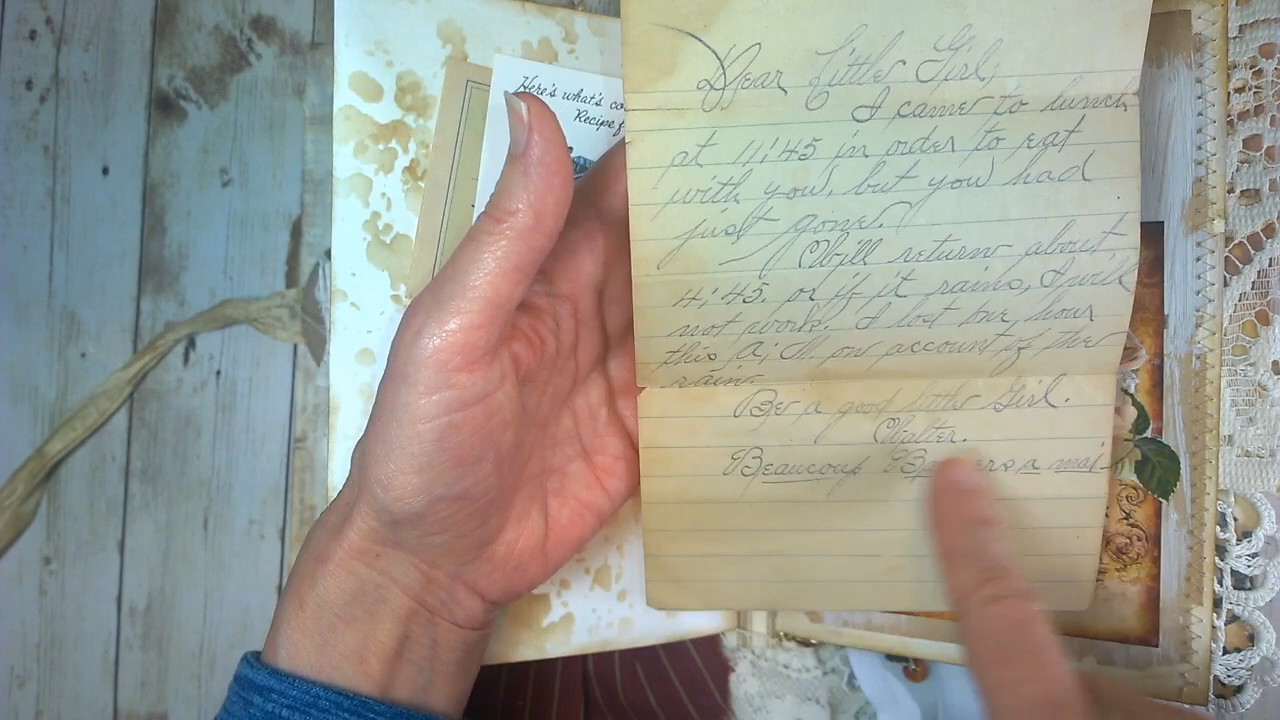 Here's what's co
Recipe f
Dear Little Girl,
I came to lunch
at 11:45 in order to eat
with you, but you had
just gone.
Will return about
4:45. or if it rains, I will
not work. I lost one hour
this A.M. on account of the
rain.
Be a good little Girl.
Walter.
Beaucoup a moi